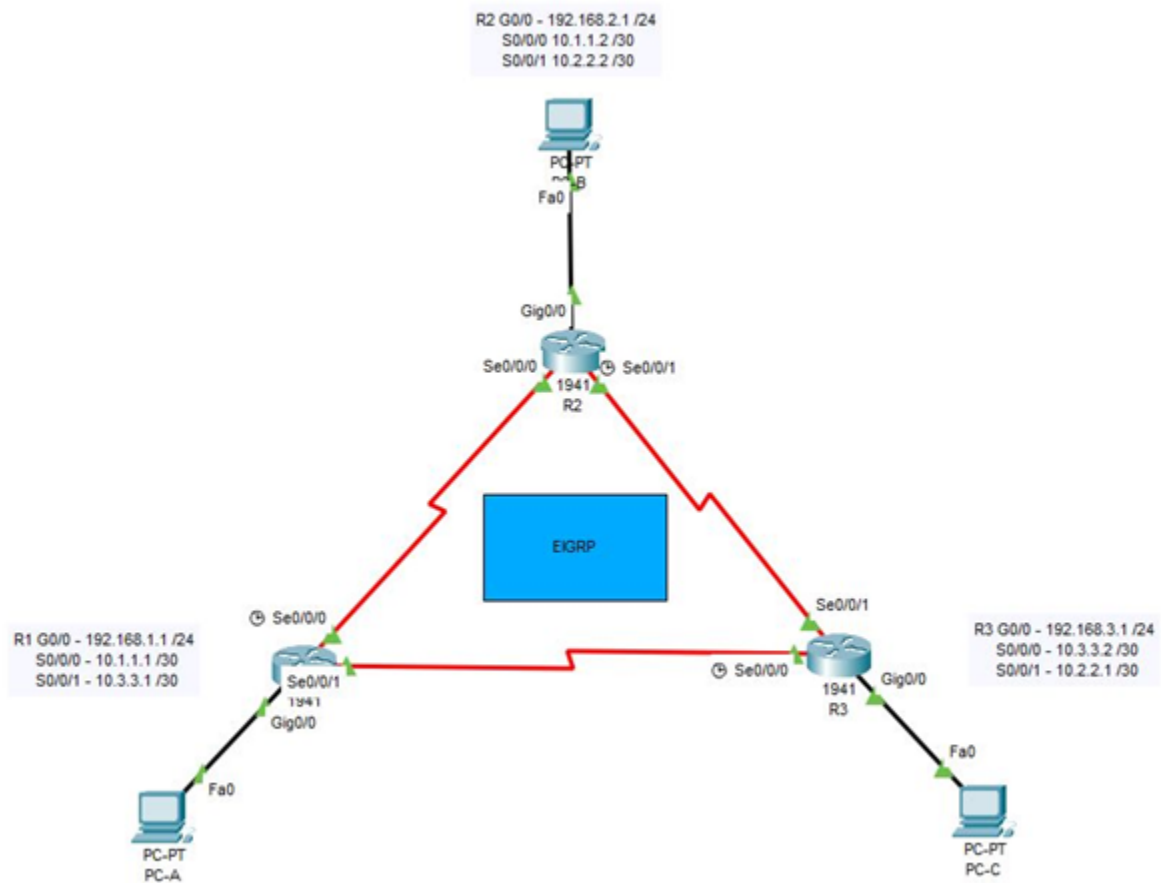 R2 G0/0 - 192.168.2.1 /24
S0/0/0 10.1.1.2 /30
S0/0/1 10.2.2.2 /30
PC-PT
Fa0
Gig0/0
Se0/0/0
Se0/0/1
1941
R2
EIGRP
Se0/0/0
Se0/0/1
R1 G0/0 - 192.168.1.1 /24
S0/0/0 - 10.1.1.1 /30
S0/0/1 - 10.3.3.1 /30
R3 G0/0 - 192.168.3.1 /24
S0/0/0 - 10.3.3.2 /30
S0/0/1 - 10.2.2.1 /30
Se0/0/1
1941
Gig0/0
Se0/0/0
Gig0/0
1941
R3
Fa0
Fa0
PC-PT
PC-A
PC-PT
PC-C